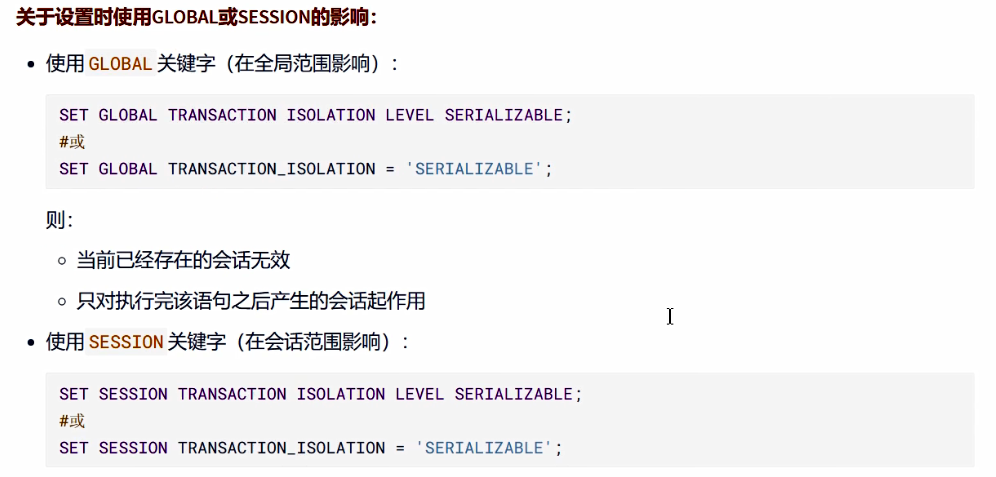 关于设置时使用GLOBAL或SESSION的影响：
使用 GLOBAL 关键字（在全局范围影响）：
SET GLOBAL TRANSACTION ISOLATION LEVEL SERIALIZABLE;
#或
SET GLOBAL TRANSACTION_ISOLATION = 'SERIALIZABLE';
则：
当前已经存在的会话无效
只对执行完该语句之后产生的会话起作用
使用 SESSION 关键字（在会话范围影响）：
SET SESSION TRANSACTION ISOLATION LEVEL SERIALIZABLE;
#或
SET SESSION TRANSACTION_ISOLATION = 'SERIALIZABLE';